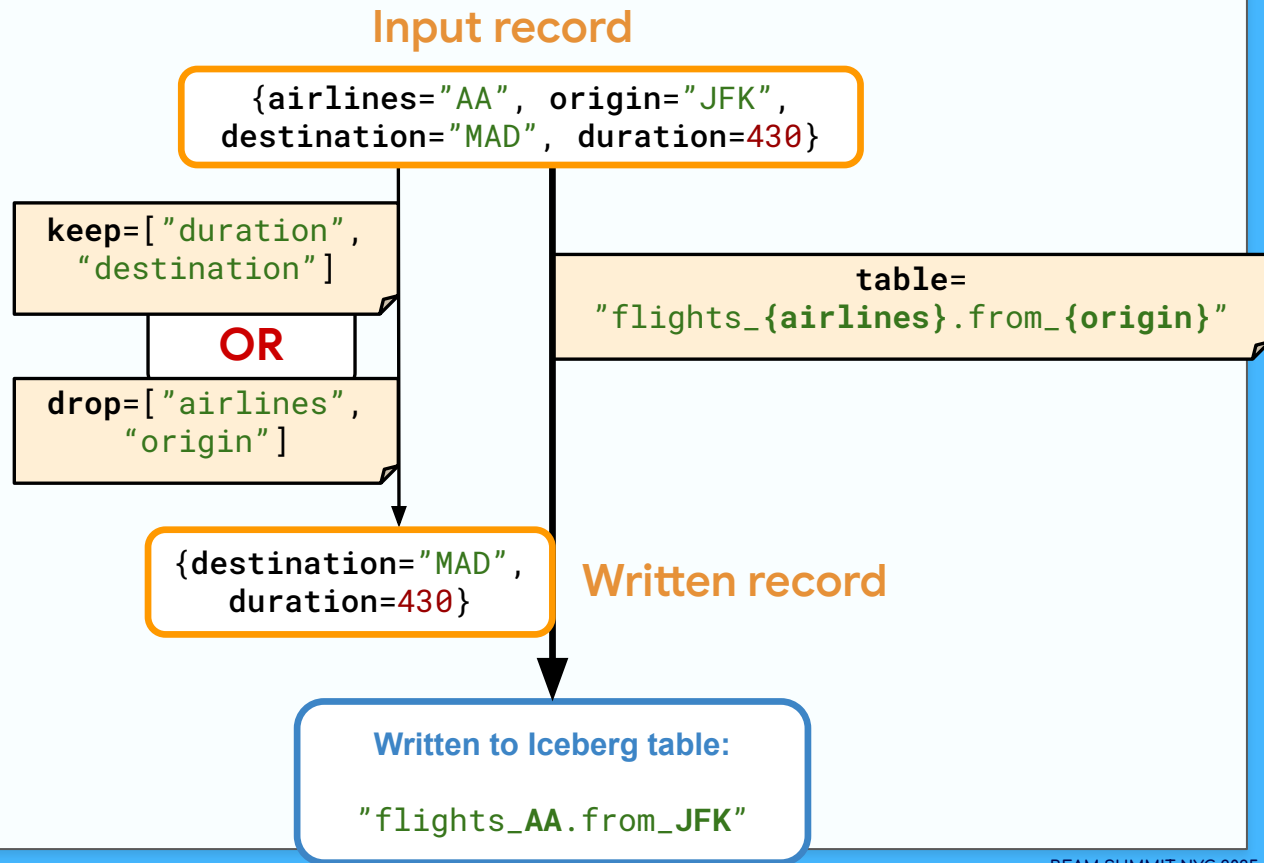 Input record
{airlines="AA", origin="JFK",
destination="MAD", duration=430}
keep=["duration",
“destination”]
OR
drop=["airlines",
“origin”]
table=
"flights_{airlines}.from_{origin}"
{destination="MAD",
duration=430}
Written record
Written to Iceberg table:
"flights_AA.from_JFK"